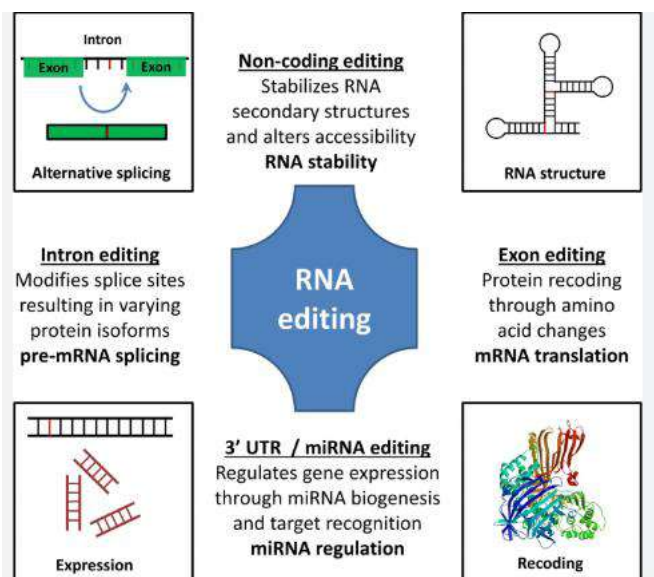 Intron
Exon
Exon
Alternative splicing
Non-coding editing
Stabilizes RNA
secondary structures
and alters accessibility
RNA stability
RNA structure
Intron editing
Modifies splice sites
resulting in varying
protein isoforms
pre-mRNA splicing
RNA
editing
Exon editing
Protein recoding
through amino
acid changes
mRNA translation
Expression
3' UTR / miRNA editing
Regulates gene expression
through miRNA biogenesis
and target recognition
miRNA regulation
Recoding